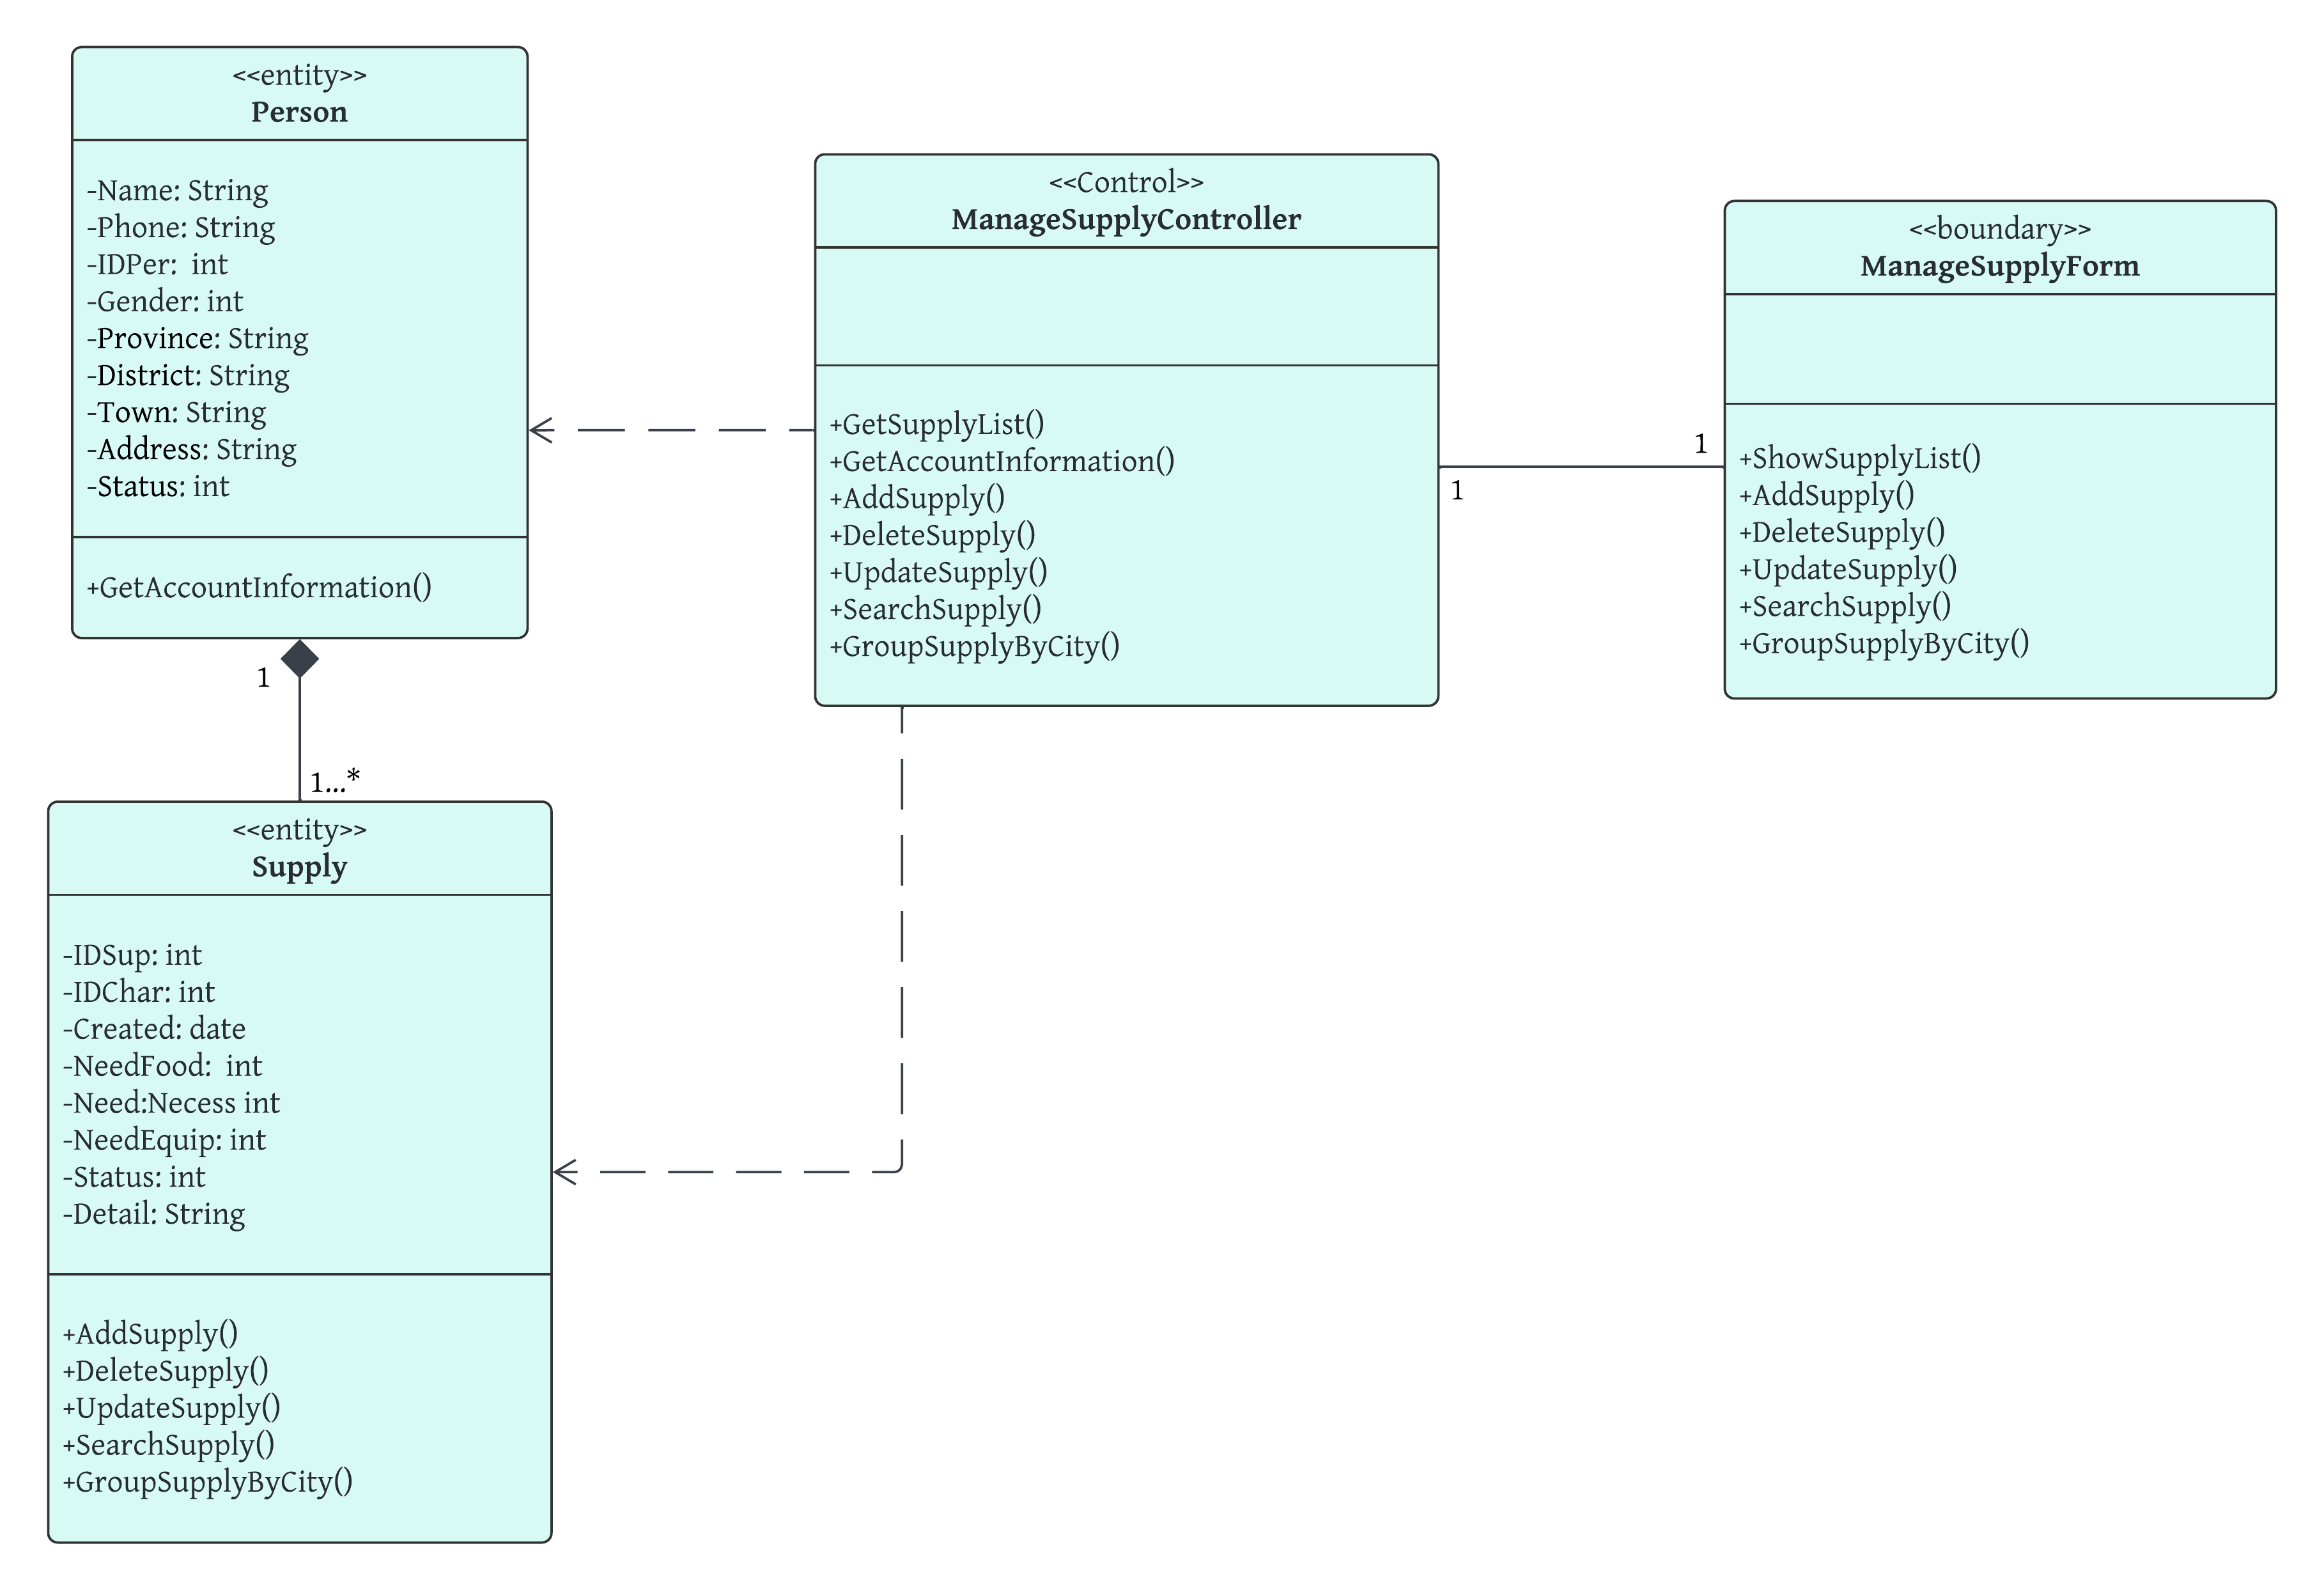 <<entity>>
Person
-Name: String
-Phone: String
-IDPer:  int
-Gender: int
-Province: String
-District: String
-Town: String
-Address: String
-Status: int
+GetAccountInformation()
1
1...*
<<entity>>
Supply
-IDSup: int
-IDChar: int
-Created: date
-NeedFood:  int
-Need:Necess int
-NeedEquip: int
-Status: int
-Detail: String
+AddSupply()
+DeleteSupply()
+UpdateSupply()
+SearchSupply()
+GroupSupplyByCity()
<<Control>>
ManageSupplyController
+GetSupplyList()
+GetAccountInformation()
+AddSupply()
+DeleteSupply()
+UpdateSupply()
+SearchSupply()
+GroupSupplyByCity()
1
1
<<boundary>>
ManageSupplyForm
+ShowSupplyList()
+AddSupply()
+DeleteSupply()
+UpdateSupply()
+SearchSupply()
+GroupSupplyByCity()